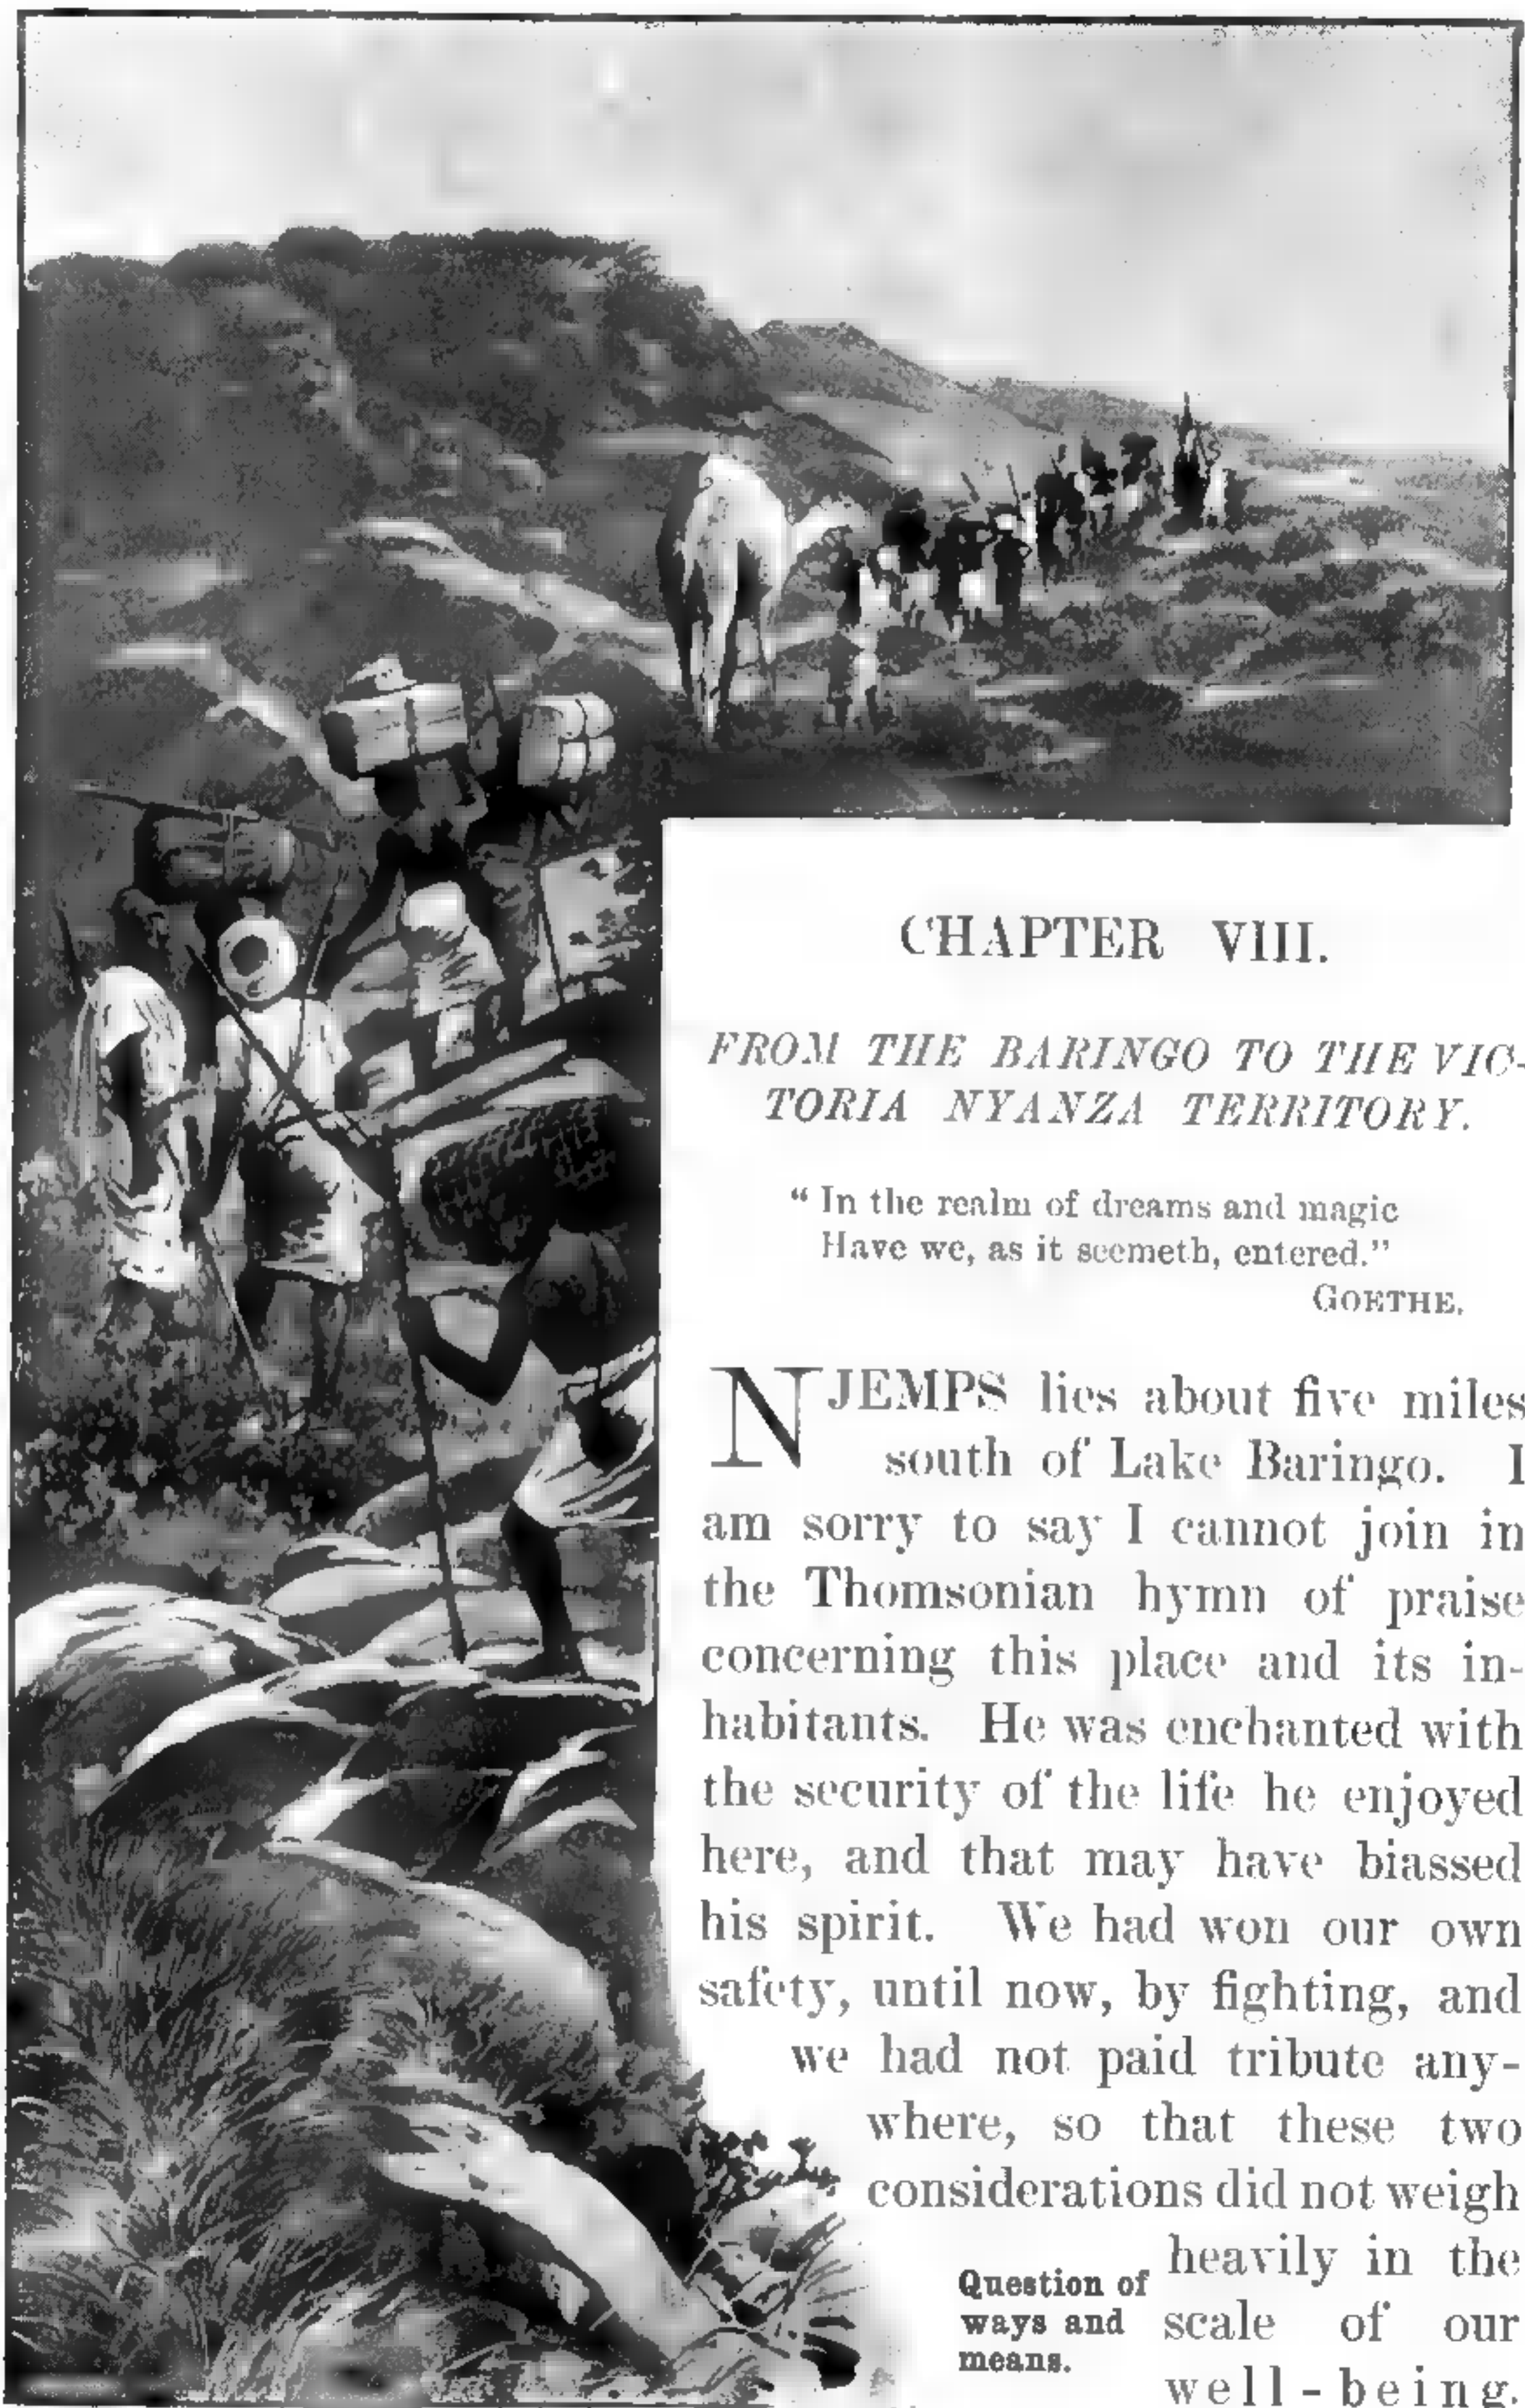 CHAPTER VIII.
FROM THE BARINGO TO THE VIC-
TORIA NYANZA TERRITORY.
“ In the realm of dreams and magic
Have we, as it seemeth, entered.”
GOETHE.
NJEMPS lies about five miles
south of Lake Baringo. I
am sorry to say I cannot join in
the Thomsonian hymn of praise
concerning this place and its in-
habitants. He was enchanted with
the security of the life he enjoyed
here, and that may have biassed
his spirit. We had won our own
safety, until now, by fighting, and
we had not paid tribute any-
where, so that these two
considerations did not weigh
heavily in the
Question of
ways and
means.
scale of our
well-being.